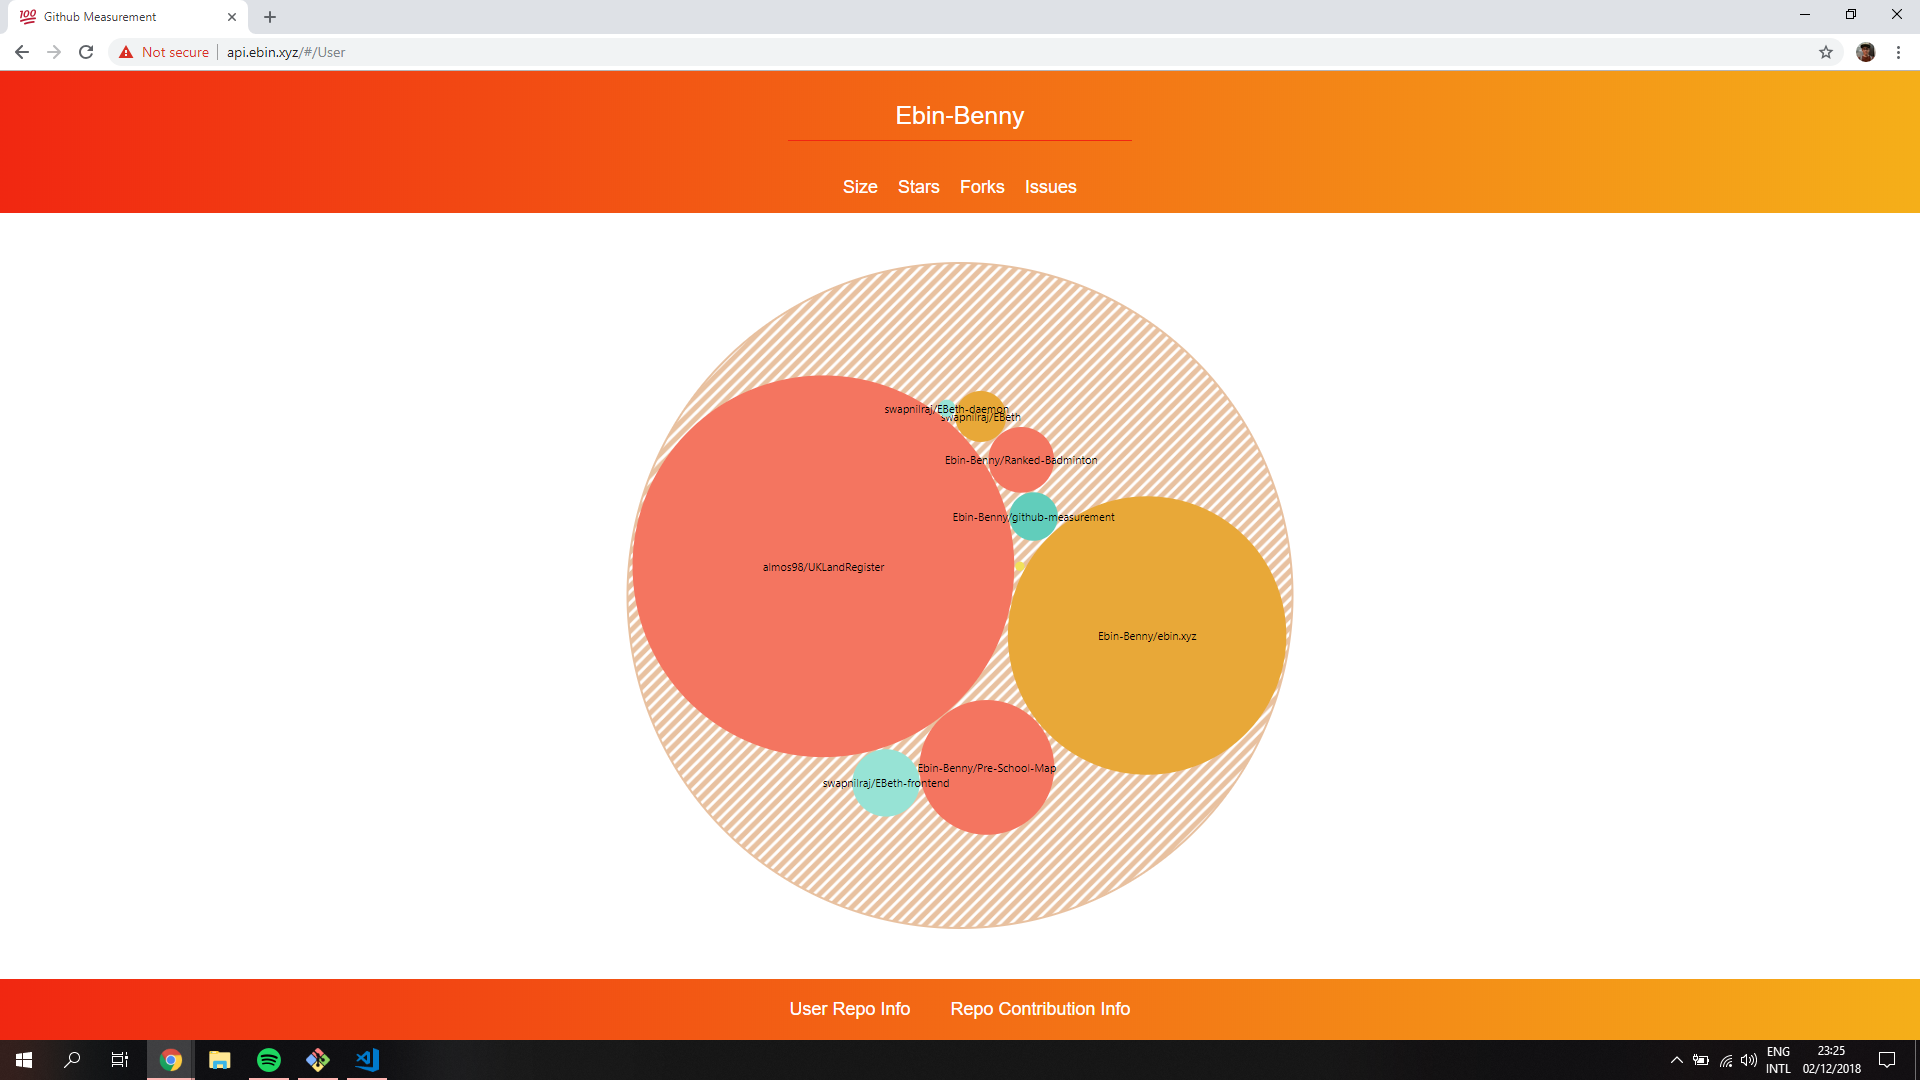 Github Measurement
Not secure
api.ebin.xyz/#/User
Ebin-Benny
Size Stars Forks Issues
swapnilraj/EBeth-daemon
swapnilraj/EBeth
Ebin-Benny/Ranked-Badminton
Ebin-Benny/github-measurement
almos98/UKLandRegister
Ebin-Benny/ebin.xyz
Ebin-Benny/Pre-School-Map
swapnilraj/EBeth-frontend
User Repo Info Repo Contribution Info
ENG
INTL
23:25
02/12/2018